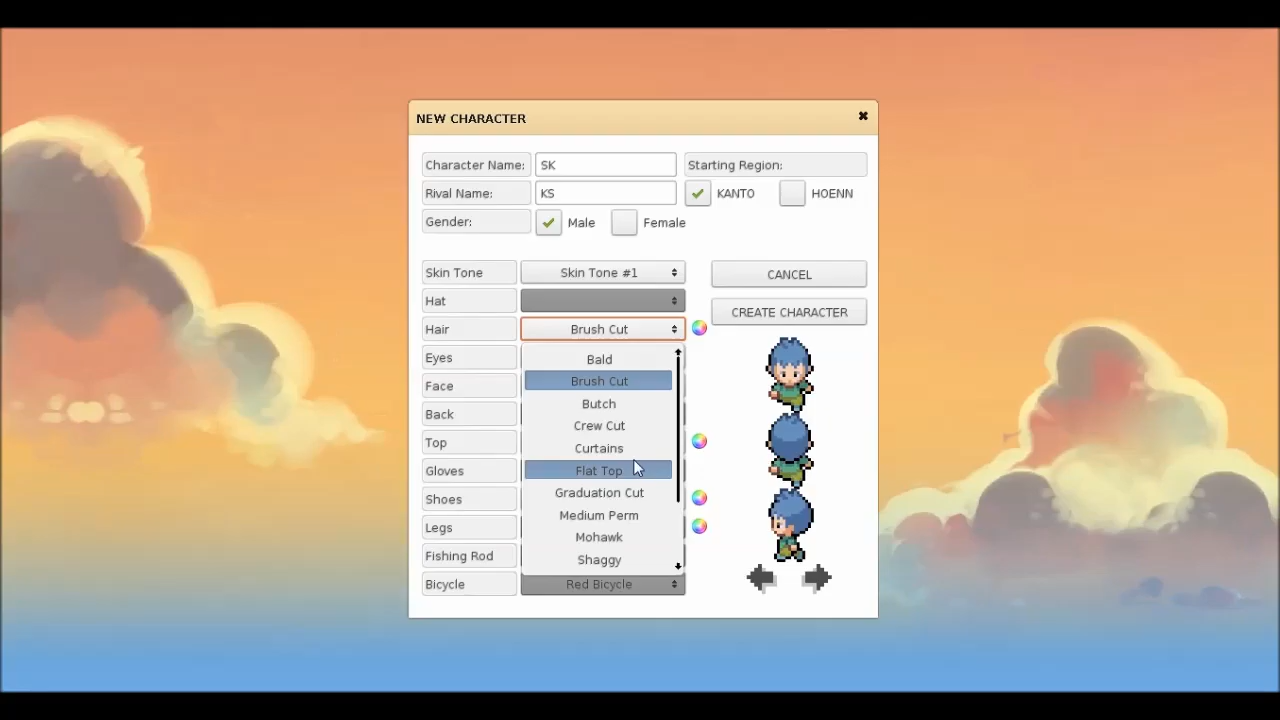 NEW CHARACTER
Character Name: SK Starting Region:
Rival Name: KS KANTO HOENN
Gender: Male Female
Skin Tone Skin Tone #1 CANCEL
Hat
CREATE CHARACTER
Hair Brush Cut
Eyes Bald
Brush Cut
Face
Butch
Back
Crew Cut
Top Curtains
Gloves Flat Top
Shoes Graduation Cut
Medium Perm
Legs Mohawk
Fishing Rod Shaggy
Bicycle Red Bicycle